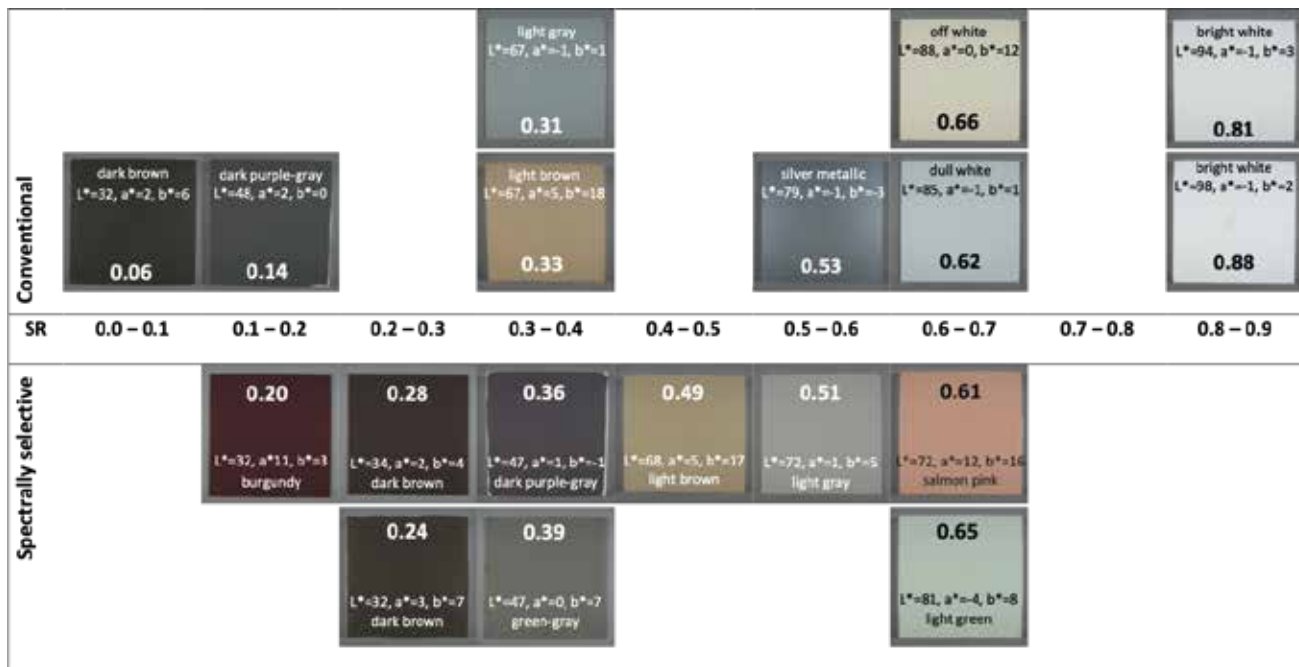 light gray
L*=67, a*=-1, b*=1
0.31
off white
L*=88, a*=0, b*=12
0.66
bright white
L*=94, a*=-1, b*=3
0.81
Conventional
dark brown
L*=32, a*=2, b*=6
0.06
dark purple-gray
L*=48, a*=2, b*=0
0.14
light brown
L*=67, a*=5, b*=18
0.33
silver metallic
L*=79, a*=-1, b*=-3
0.53
dull white
L*=85, a*=-1, b*=1
0.62
bright white
L*=98, a*=-1, b*=2
0.88
SR 0.0 – 0.1 0.1 – 0.2 0.2 – 0.3 0.3 – 0.4 0.4 – 0.5 0.5 – 0.6 0.6 – 0.7 0.7 – 0.8 0.8 – 0.9
Spectrally selective
0.20
L*=32, a*11, b*=3
burgundy
0.28
L*=34, a*=2, b*=4
dark brown
0.36
L*=47, a*=1, b*=-1
dark purple-gray
0.49
L*=68, a*=5, b*=17
light brown
0.51
L*=72, a*=1, b*=5
light gray
0.61
L*=72, a*=12, b*=16
salmon pink
0.24
L*=32, a*=3, b*=7
dark brown
0.39
L*=47, a*=0, b*=7
green-gray
0.65
L*=81, a*=-4, b*=8
light green